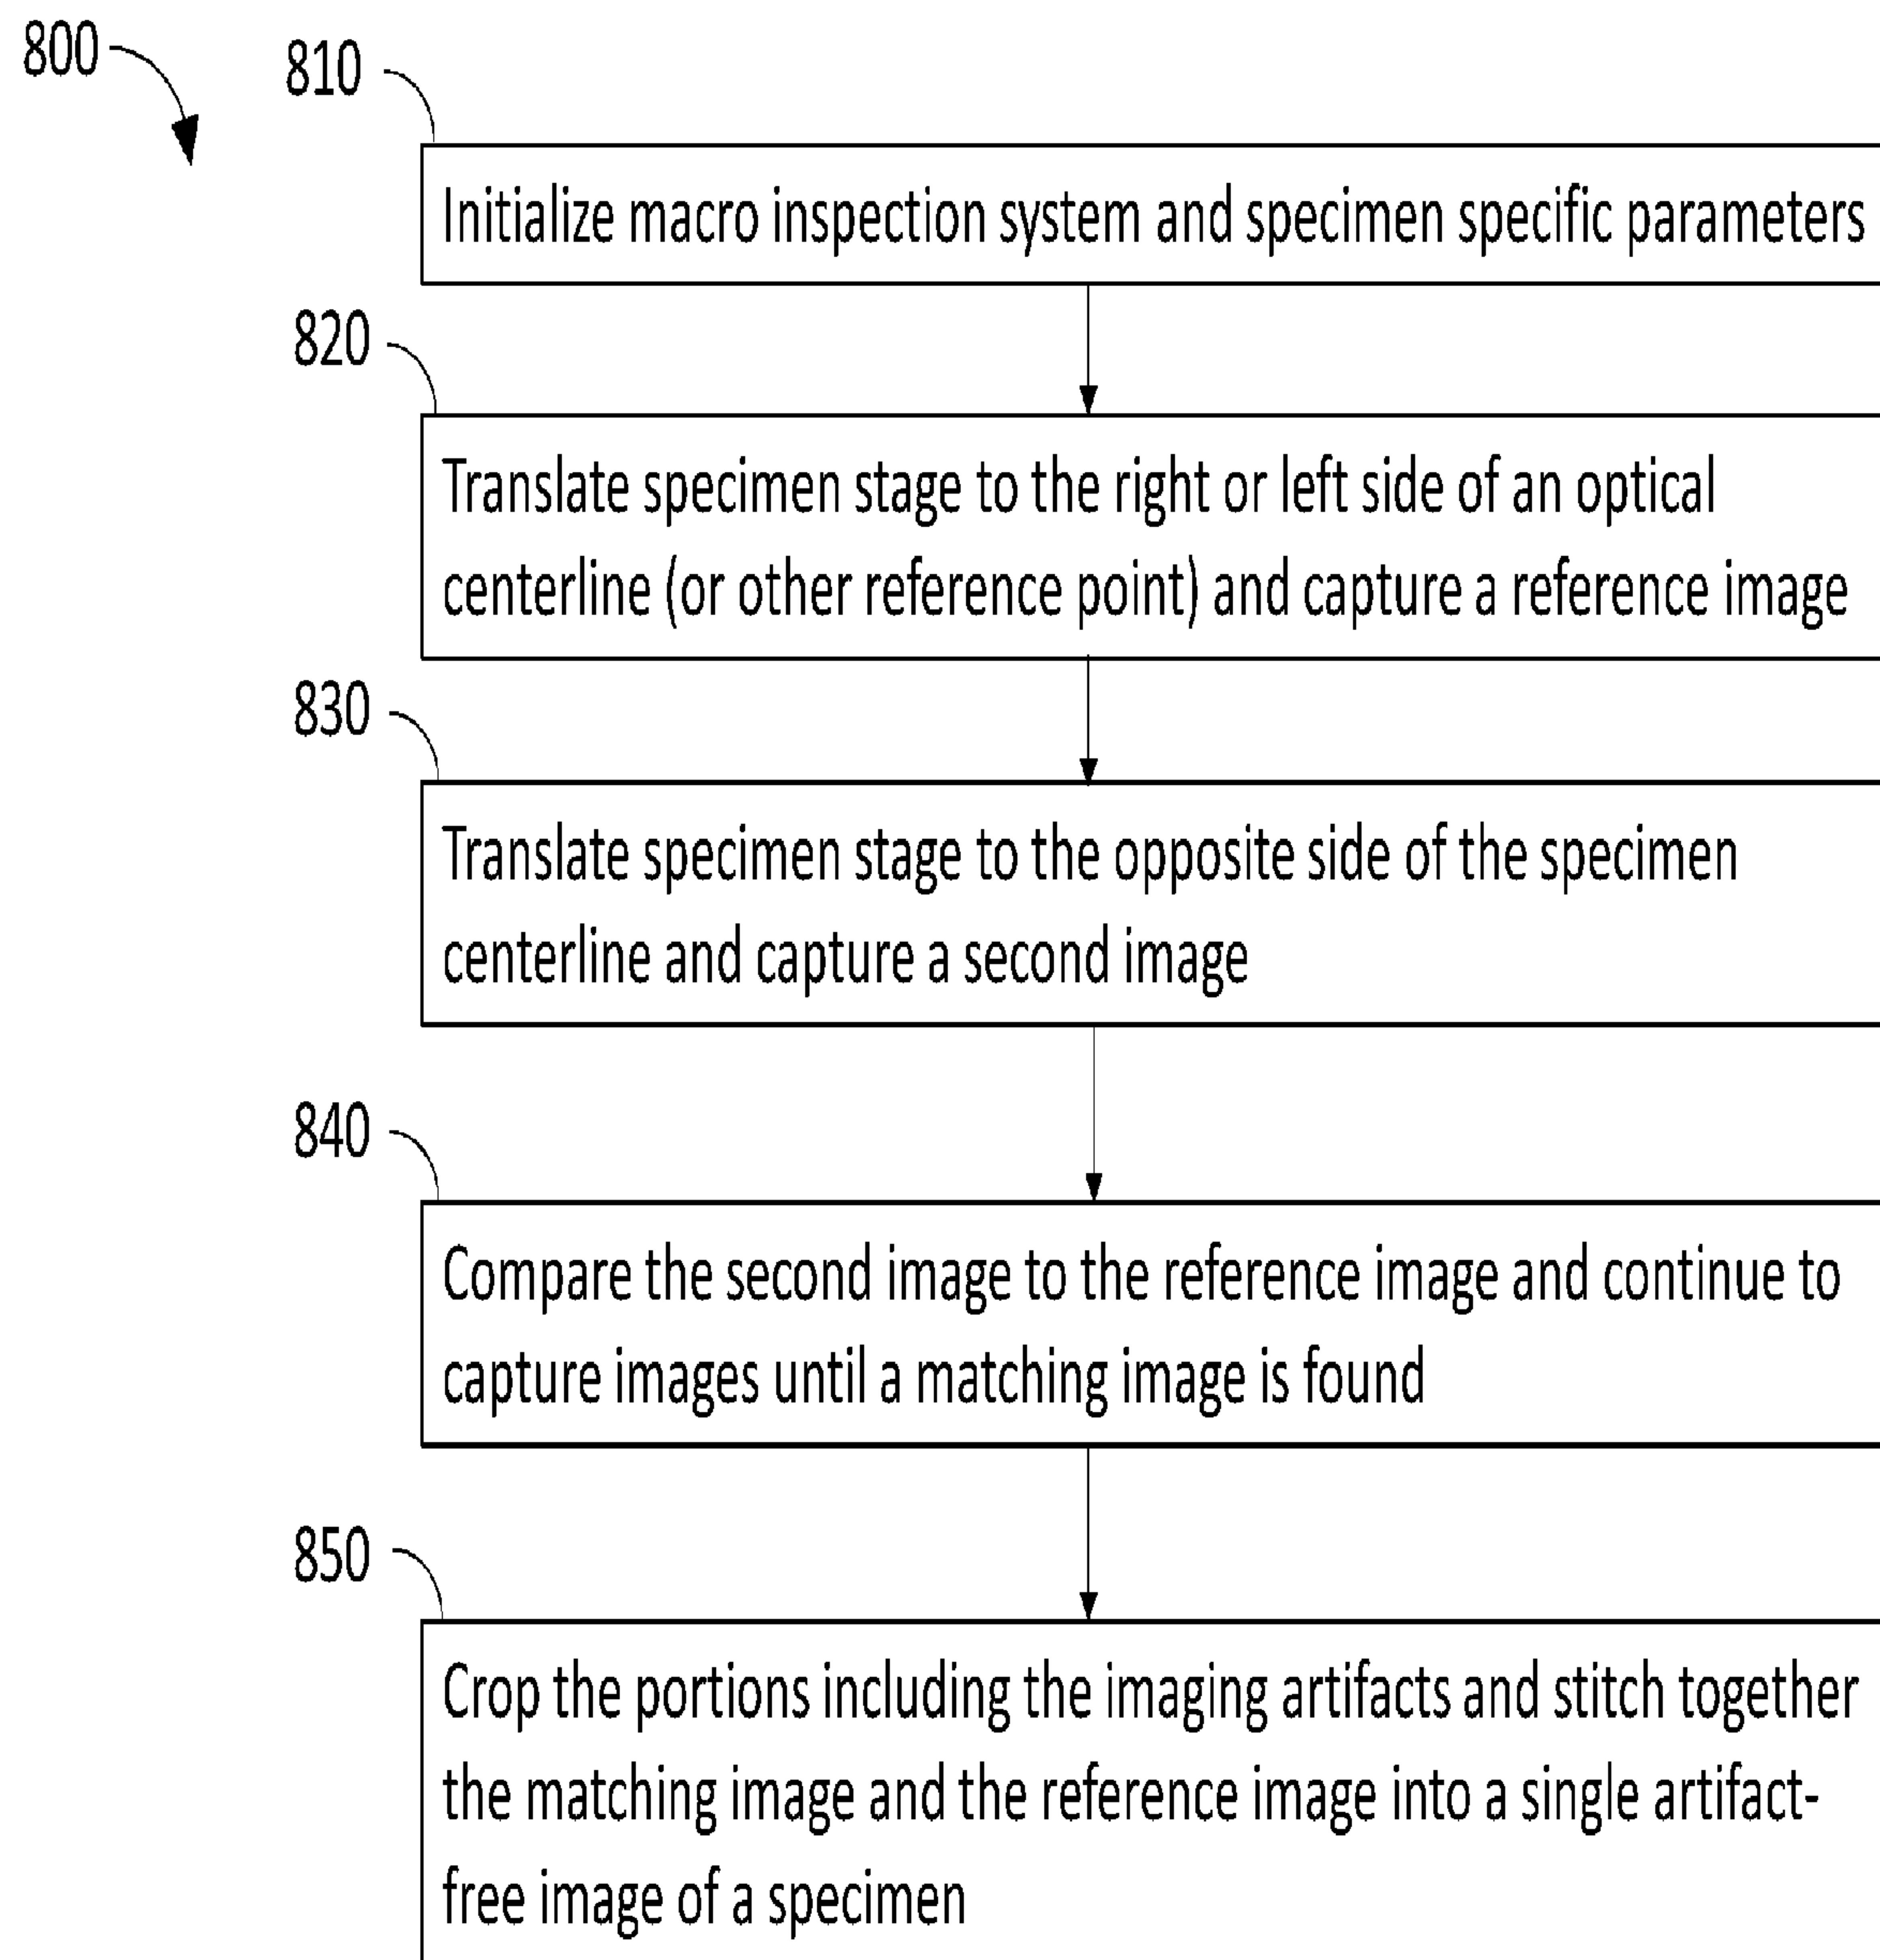 800
810
Initialize macro inspection system and specimen specific parameters
820
Translate specimen stage to the right or left side of an optical
centerline (or other reference point) and capture a reference image
830
Translate specimen stage to the opposite side of the specimen
centerline and capture a second image
840
Compare the second image to the reference image and continue to
capture images until a matching image is found
850
Crop the portions including the imaging artifacts and stitch together
the matching image and the reference image into a single artifact-
free image of a specimen